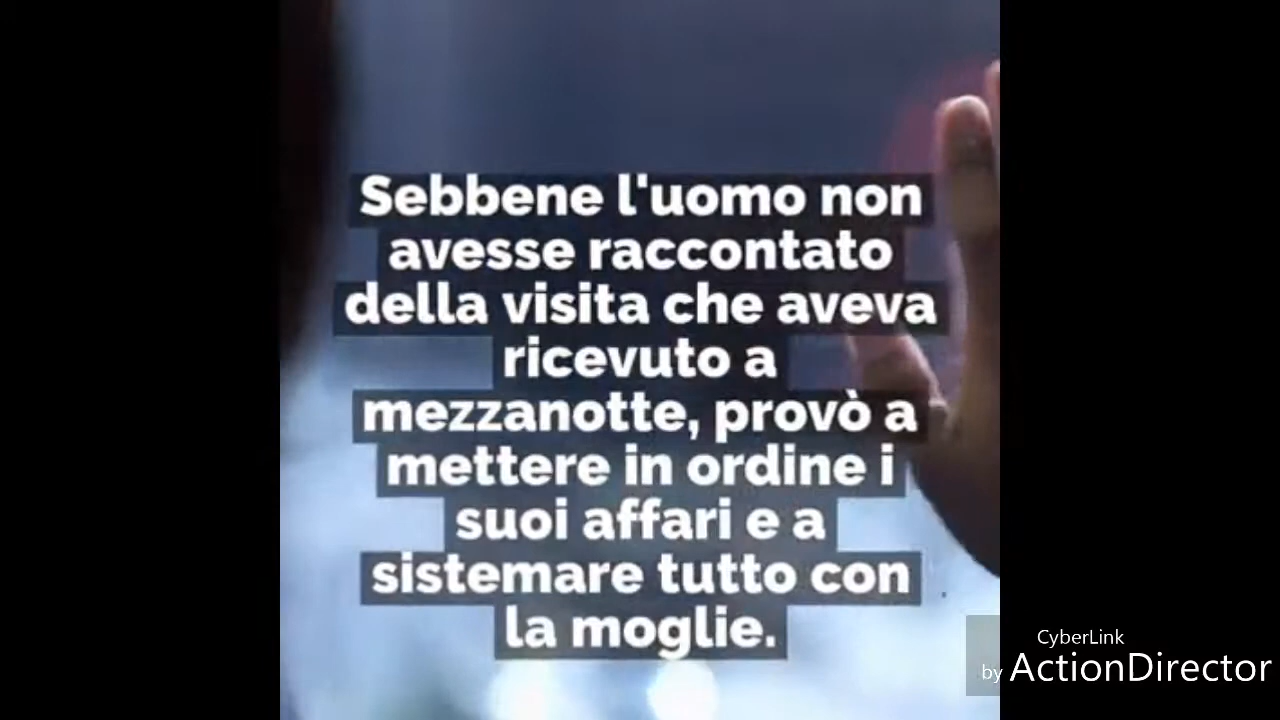 Sebbene l'uomo non
avesse raccontato
della visita che aveva
ricevuto a
mezzanotte, provò a
mettere in ordine i
suoi affari e a
sistemare tutto con
la moglie.
CyberLink
by ActionDirector